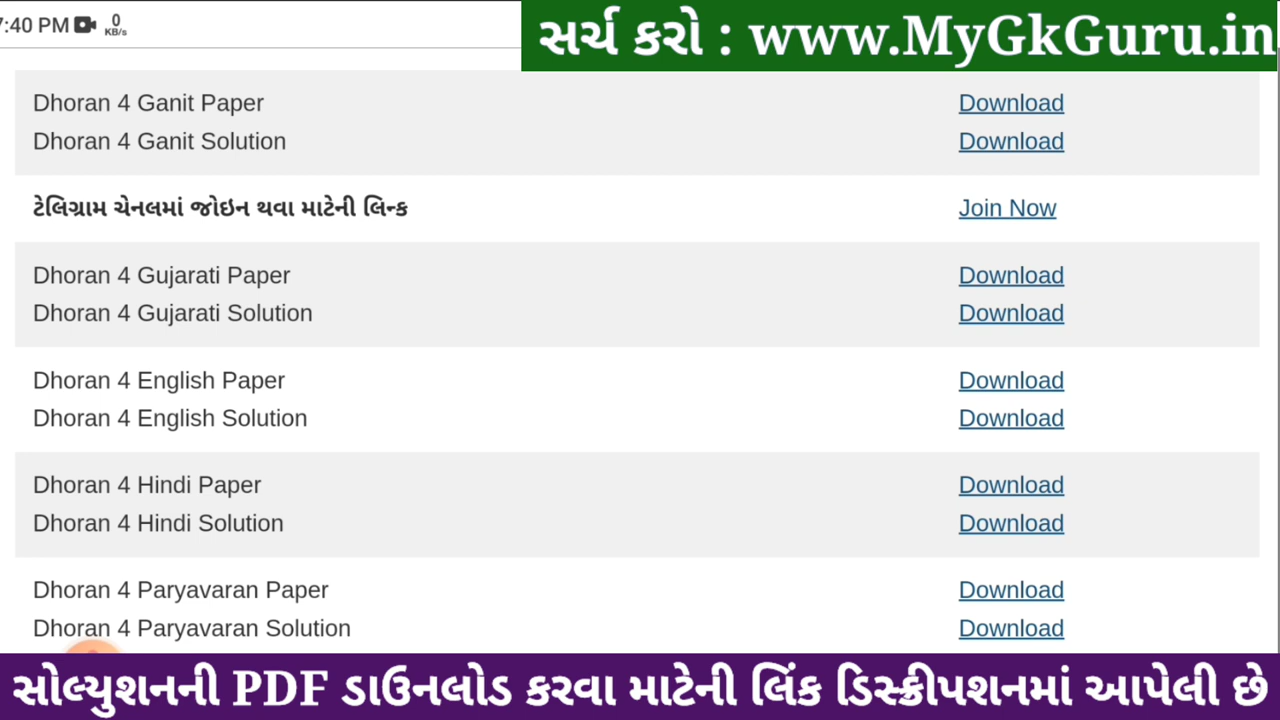 7:40 PM 0 KB/s
સર્ચ કરો : www.MyGkGuru.in
Dhoran 4 Ganit Paper Download
Dhoran 4 Ganit Solution Download
ટેલિગ્રામ ચેનલમાં જોઇન થવા માટેની લિન્ક Join Now
Dhoran 4 Gujarati Paper Download
Dhoran 4 Gujarati Solution Download
Dhoran 4 English Paper Download
Dhoran 4 English Solution Download
Dhoran 4 Hindi Paper Download
Dhoran 4 Hindi Solution Download
Dhoran 4 Paryavaran Paper Download
Dhoran 4 Paryavaran Solution Download
સોલ્યુશનની PDF ડાઉનલોડ કરવા માટેની લિંક ડિસ્ક્રીપશનમાં આપેલી છે